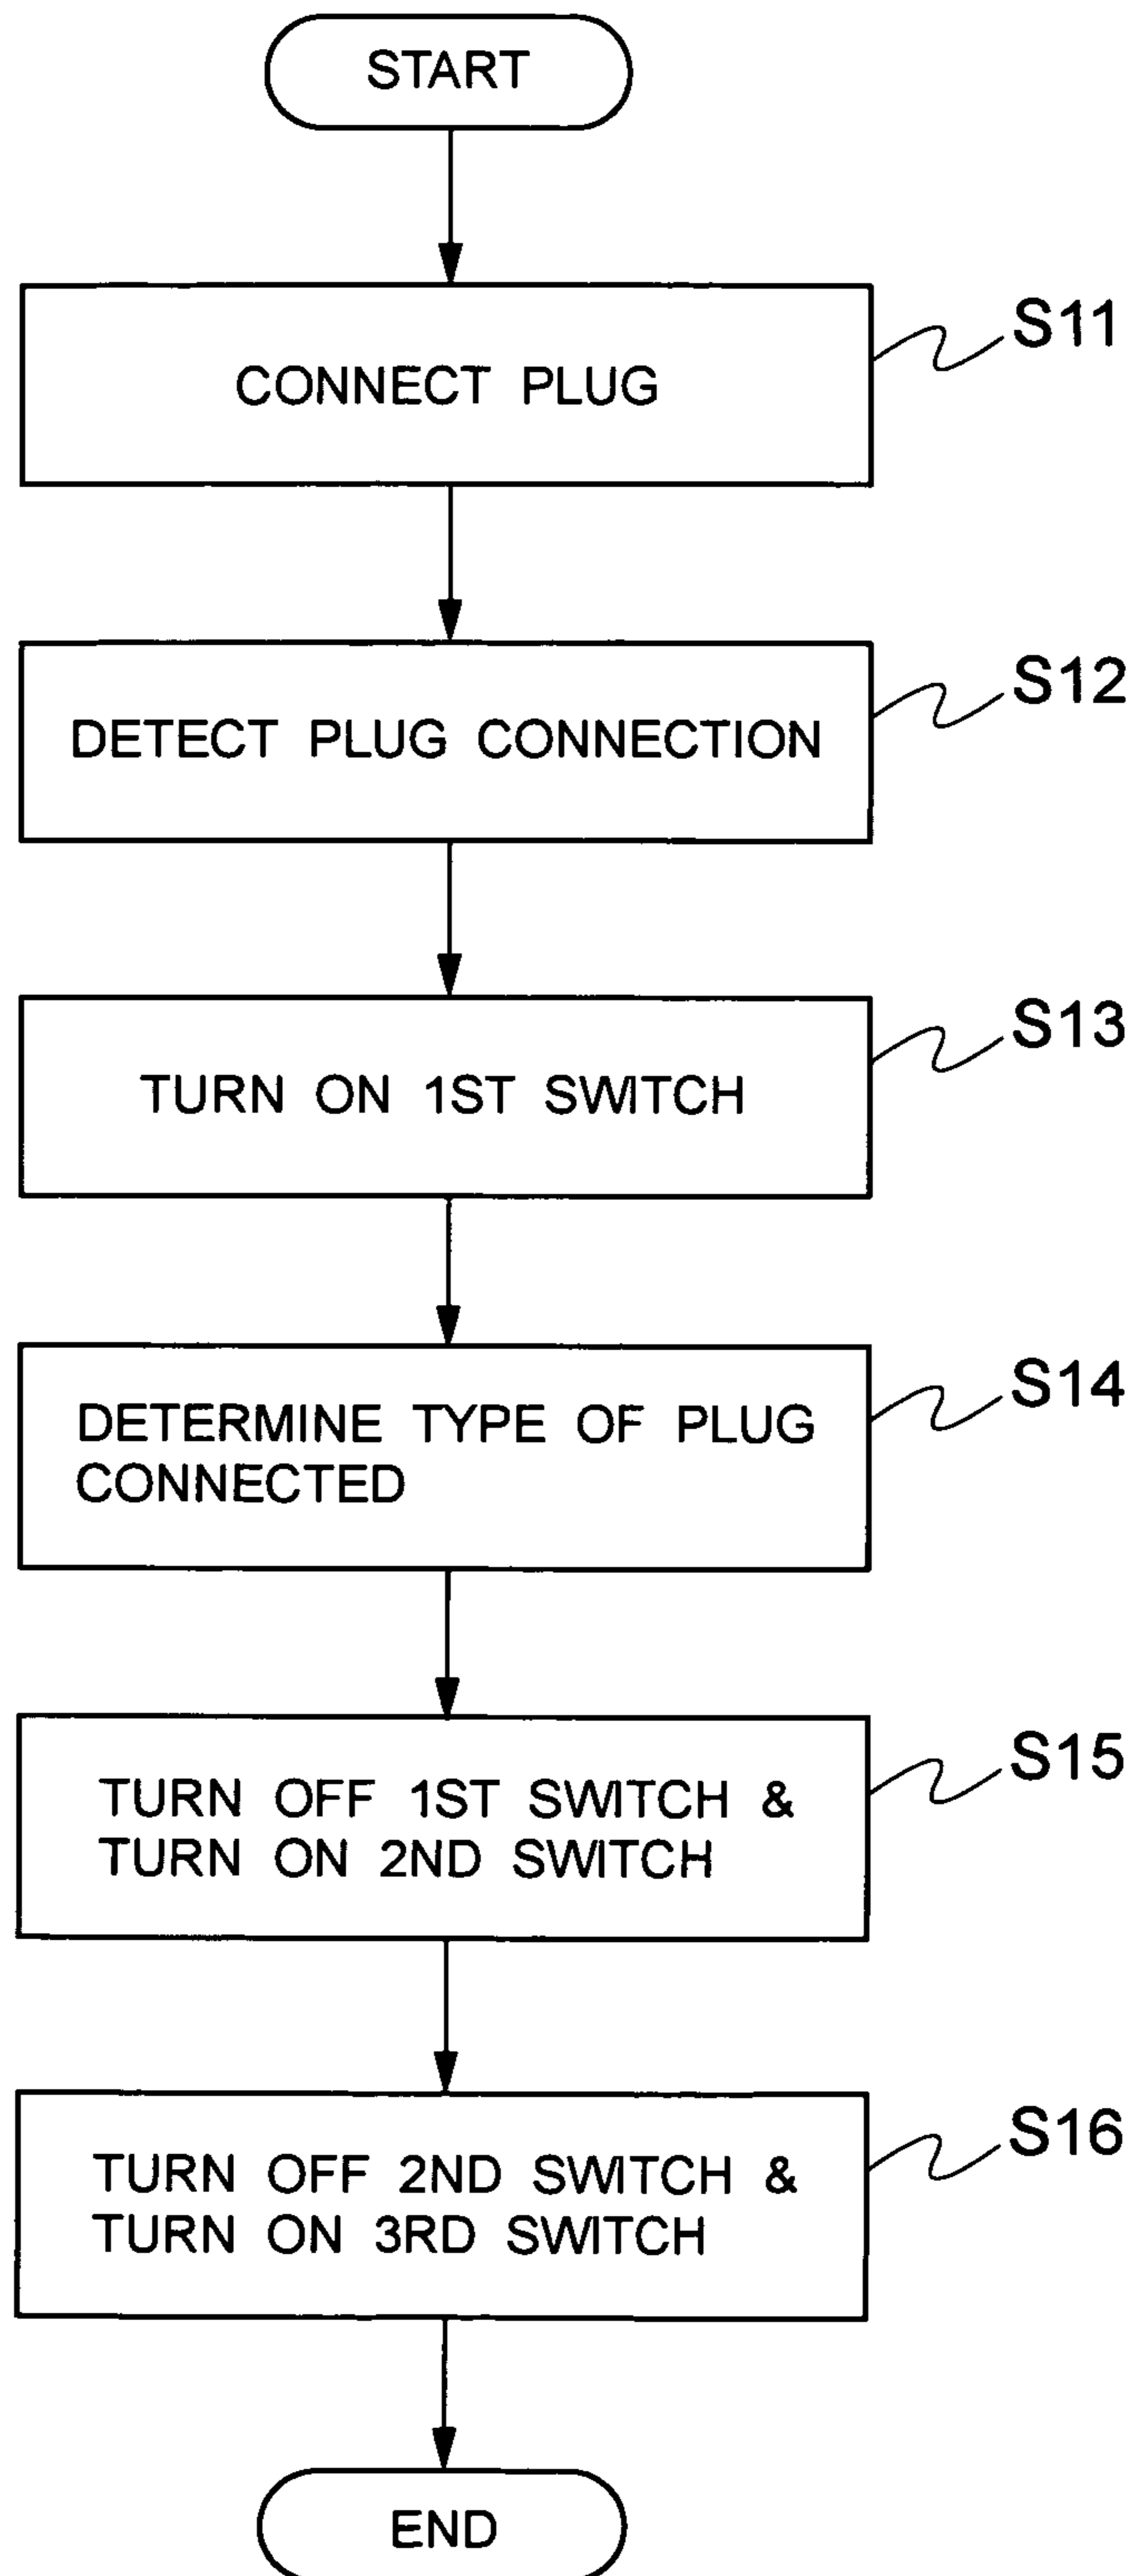 START
CONNECT PLUG
S11
DETECT PLUG CONNECTION
S12
TURN ON 1ST SWITCH
S13
DETERMINE TYPE OF PLUG
CONNECTED
S14
TURN OFF 1ST SWITCH &
TURN ON 2ND SWITCH
S15
TURN OFF 2ND SWITCH &
TURN ON 3RD SWITCH
S16
END